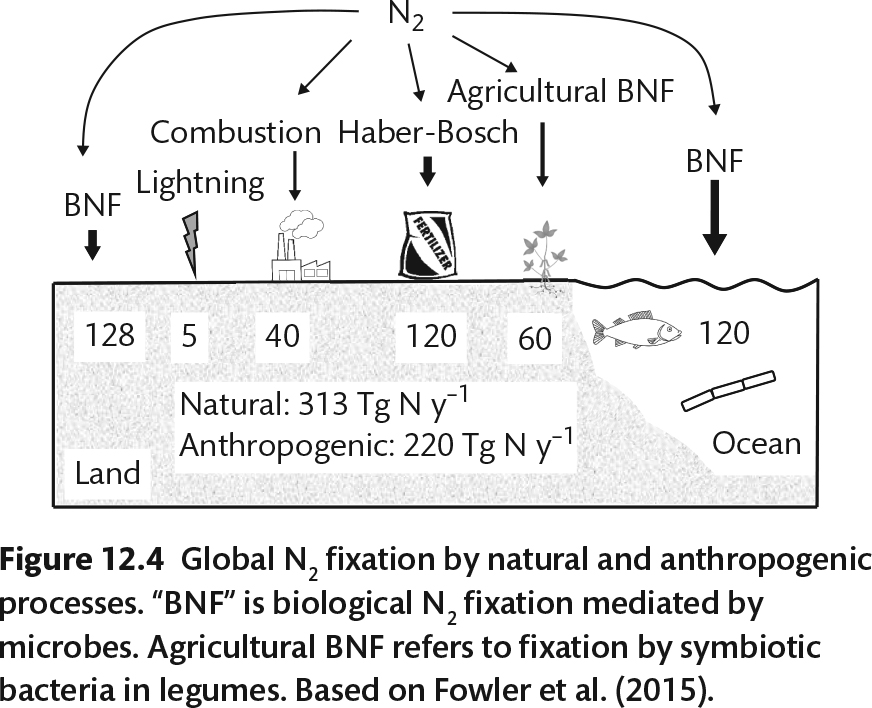 N₂
Agricultural BNF
Combustion Haber-Bosch
BNF
Lightning
BNF
FERTILIZER
128 5 40 120 60 120
Natural: 313 Tg N y⁻¹
Anthropogenic: 220 Tg N y⁻¹
Ocean
Land
Figure 12.4 Global N₂ fixation by natural and anthropogenic
processes. “BNF” is biological N₂ fixation mediated by
microbes. Agricultural BNF refers to fixation by symbiotic
bacteria in legumes. Based on Fowler et al. (2015).